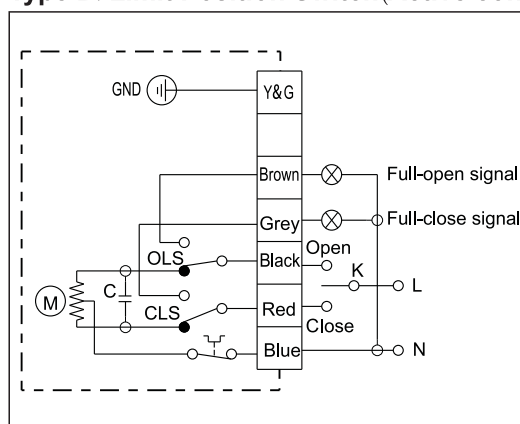 GND
Y&G
Brown
Full-open signal
Grey
Full-close signal
OLS
Black
Open
K
L
C
M
CLS
Red
Close
Blue
N